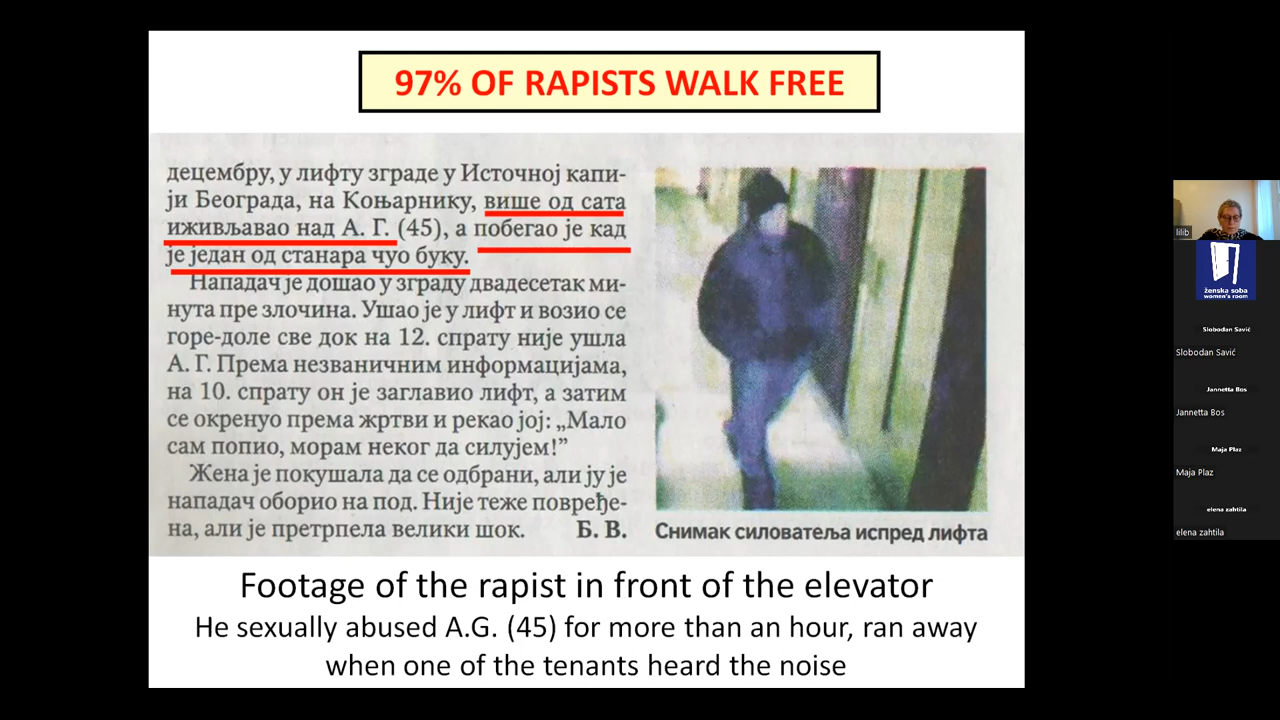 97% OF RAPISTS WALK FREE
децембру, у лифту зграде у Источној капи-
ји Београда, на Коњарнику, више од сата
иживљавао над А. Г. (45), а побегао је кад
је један од станара чуо буку.
Нападач је дошао у зграду двадесетак ми-
нута пре злочина. Ушао је у лифт и возио се
горе-доле све док на 12. спрату није ушла
А. Г. Према незваничним информацијама,
на 10. спрату он је заглавио лифт, а затим
се окренуо према жртви и рекао јој: „Мало
сам попио, морам неког да силујем!”
Жена је покушала да се одбрани, али ју је
нападач оборио на под. Није теже повређе-
на, али је претрпела велики шок. Б. В.
Снимак силоватеља испред лифта
Footage of the rapist in front of the elevator
He sexually abused A.G. (45) for more than an hour, ran away
when one of the tenants heard the noise
lilib
ženska soba
women's room
Slobodan Savić
Slobodan Savić
Jannetta Bos
Jannetta Bos
Maja Plaz
Maja Plaz
elena zahtila
elena zahtila